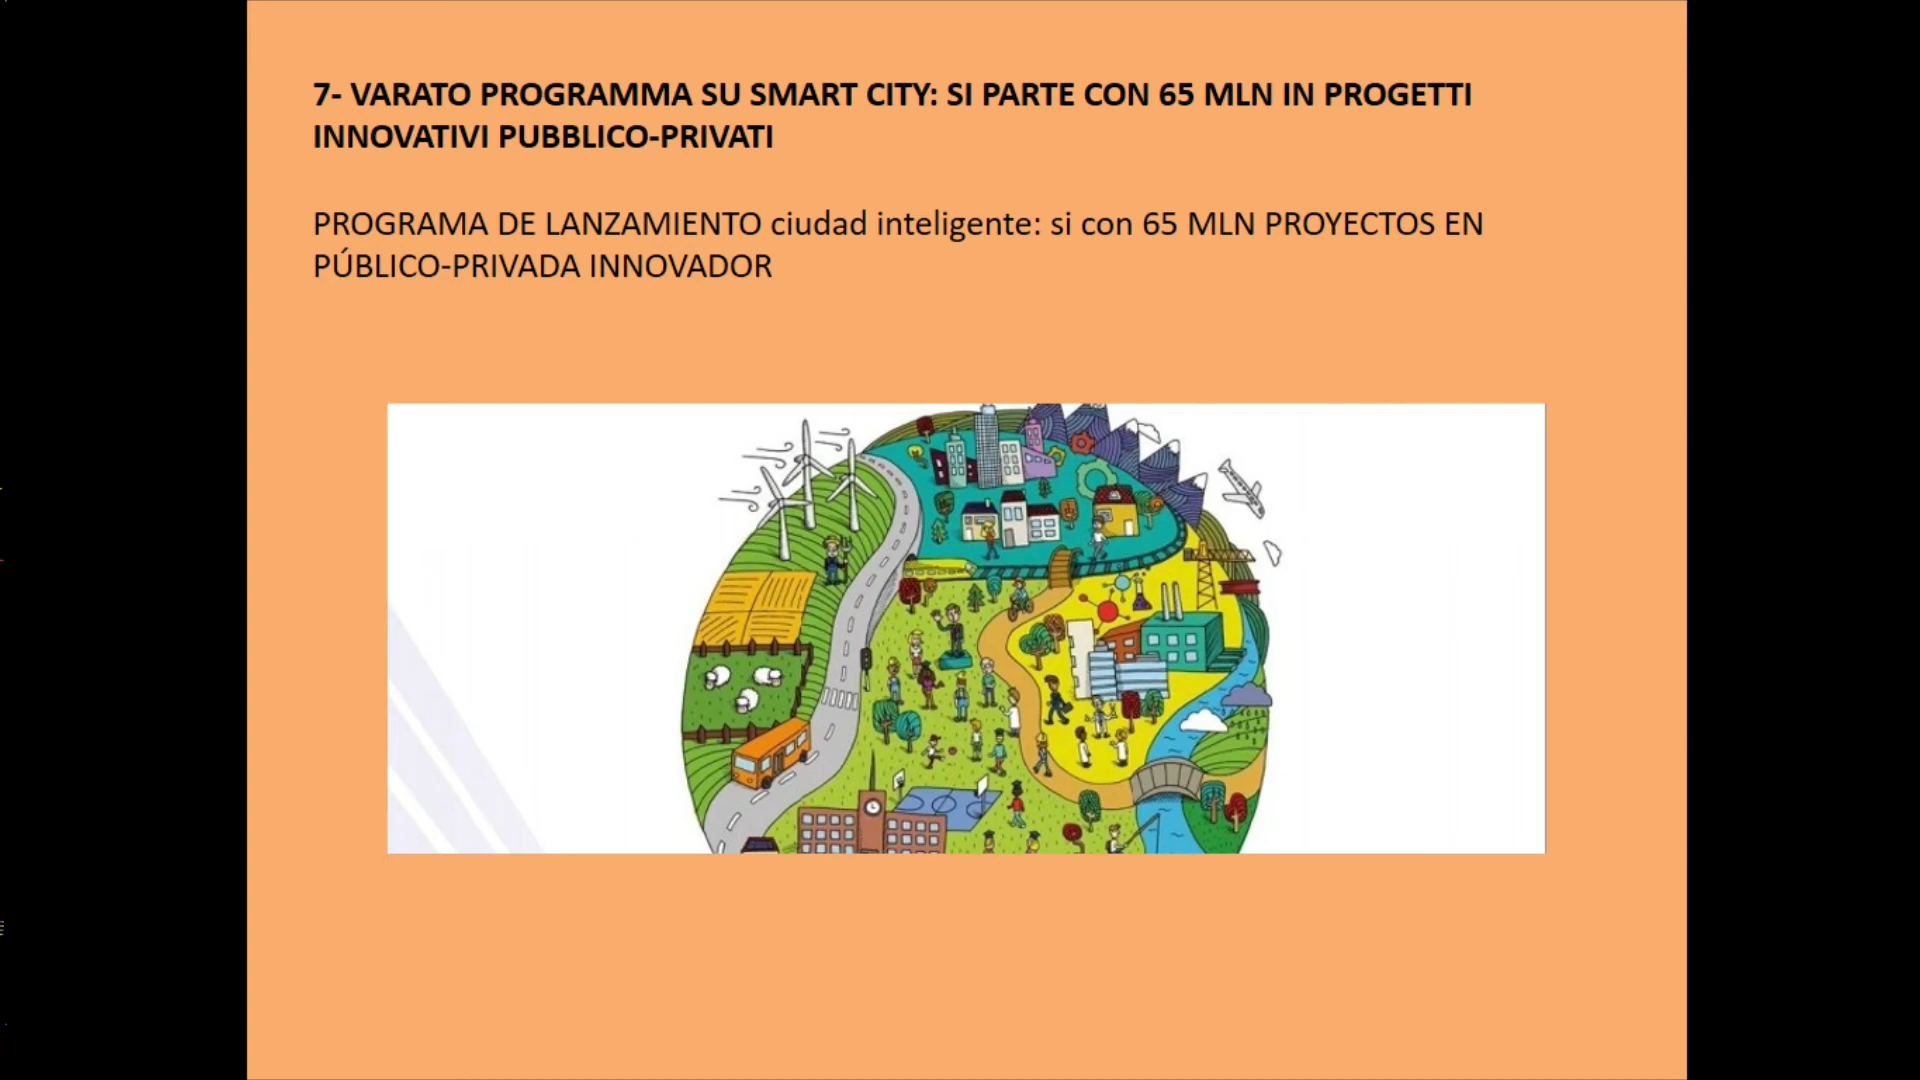 7- VARATO PROGRAMMA SU SMART CITY: SI PARTE CON 65 MLN IN PROGETTI
INNOVATIVI PUBBLICO-PRIVATI
PROGRAMA DE LANZAMIENTO ciudad inteligente: si con 65 MLN PROYECTOS EN
PÚBLICO-PRIVADA INNOVADOR